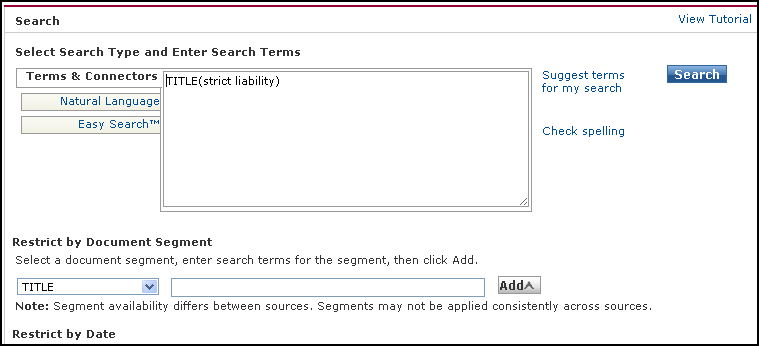 Search
View Tutorial
Select Search Type and Enter Search Terms
Terms & Connectors
TITLE(strict liability)
Suggest terms
for my search
Search
Natural Language
Easy Search™
Check spelling
Restrict by Document Segment
Select a document segment, enter search terms for the segment, then click Add.
TITLE
Add
Note: Segment availability differs between sources. Segments may not be applied consistently across sources.
Restrict by Date